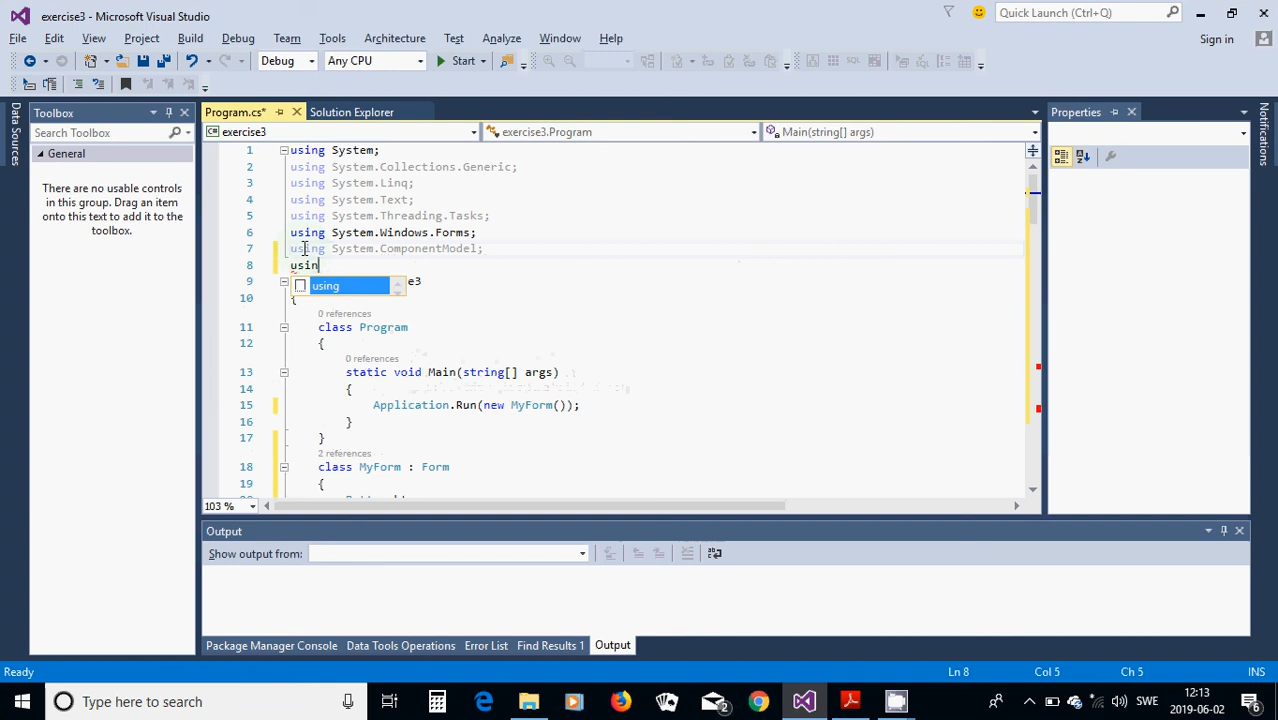 exercise3 - Microsoft Visual Studio
Quick Launch (Ctrl+Q)
File Edit View Project Build Debug Team Tools Architecture Test Analyze Window Help
Sign in
Debug Any CPU Start
Data Sources
Toolbox
Search Toolbox
General
There are no usable controls
in this group. Drag an item
onto this text to add it to the
toolbox.
Program.cs* Solution Explorer
exercise3 exercise3.Program Main(string[] args)
1 using System;
2 using System.Collections.Generic;
3 using System.Linq;
4 using System.Text;
5 using System.Threading.Tasks;
6 using System.Windows.Forms;
7 using System.ComponentModel;
8 usin
using
9 e3
10 {
0 references
11 class Program
12 {
0 references
13 static void Main(string[] args)
14 {
15 Application.Run(new MyForm());
16 }
17 }
2 references
18 class MyForm : Form
19 {
103 %
Properties
Notifications
Output
Show output from:
Package Manager Console Data Tools Operations Error List Find Results 1 Output
Ready Ln 8 Col 5 Ch 5 INS
Type here to search
2
SWE
12:13
2019-06-02
6